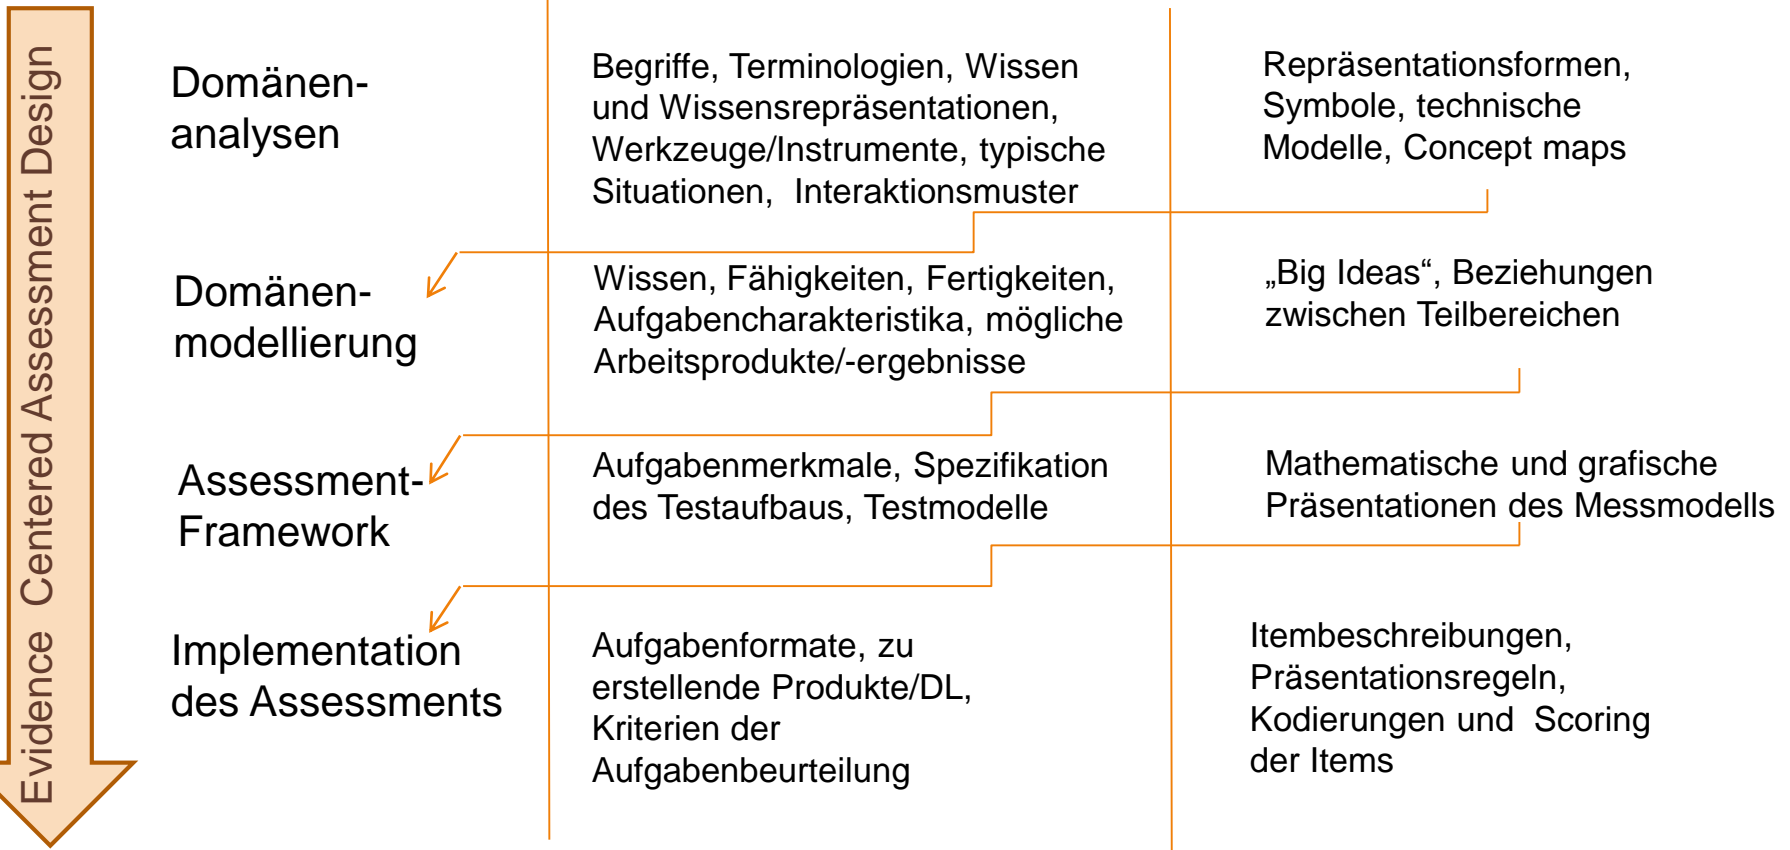 Evidence  Centered Assessment Design
Domänen-
analysen
Begriffe, Terminologien, Wissen
und Wissensrepräsentationen,
Werkzeuge/Instrumente, typische
Situationen,  Interaktionsmuster
Repräsentationsformen,
Symbole, technische
Modelle, Concept maps
Domänen-
modellierung
Wissen, Fähigkeiten, Fertigkeiten,
Aufgabencharakteristika, mögliche
Arbeitsprodukte/-ergebnisse
„Big Ideas“, Beziehungen
zwischen Teilbereichen
Assessment-
Framework
Aufgabenmerkmale, Spezifikation
des Testaufbaus, Testmodelle
Mathematische und grafische
Präsentationen des Messmodells
Implementation
des Assessments
Aufgabenformate, zu
erstellende Produkte/DL,
Kriterien der
Aufgabenbeurteilung
Itembeschreibungen,
Präsentationsregeln,
Kodierungen und  Scoring
der Items